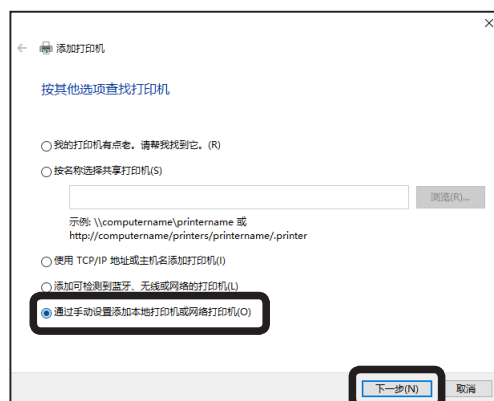 添加打印机
按其他选项查找打印机
我的打印机有点老。请帮我找到它。(R)
按名称选择共享打印机(S)
浏览(R)...
示例: \\computername\printername 或
http://computername/printers/printername/.printer
使用 TCP/IP 地址或主机名添加打印机(I)
添加可检测到蓝牙、无线或网络的打印机(L)
通过手动设置添加本地打印机或网络打印机(O)
下一步(N)
取消